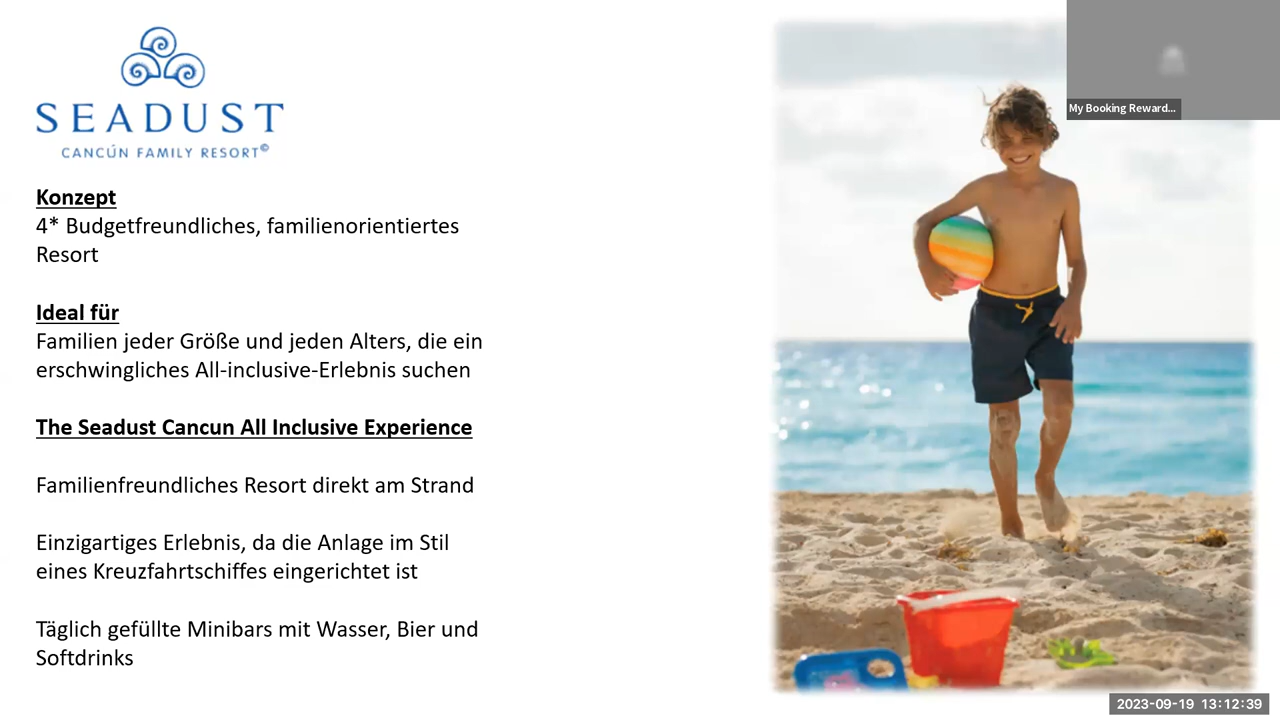 SEADUST
CANCÚN FAMILY RESORT©
My Booking Reward...
Konzept
4* Budgetfreundliches, familienorientiertes
Resort
Ideal für
Familien jeder Größe und jeden Alters, die ein
erschwingliches All-inclusive-Erlebnis suchen
The Seadust Cancun All Inclusive Experience
Familienfreundliches Resort direkt am Strand
Einzigartiges Erlebnis, da die Anlage im Stil
eines Kreuzfahrtschiffes eingerichtet ist
Täglich gefüllte Minibars mit Wasser, Bier und
Softdrinks
2023-09-19 13:12:39